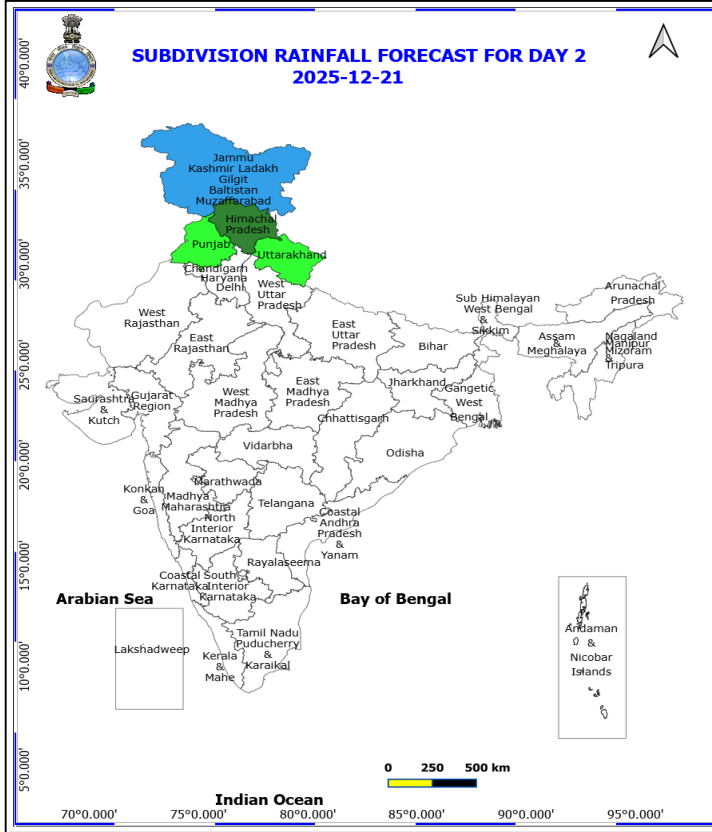 SUBDIVISION RAINFALL FORECAST FOR DAY 2
2025-12-21
40°0.000'
35°0.000'
30°0.000'
25°0.000'
20°0.000'
15°0.000'
10°0.000'
5°0.000'
Jammu
Kashmir Ladakh
Gilgit
Baltistan
Muzaffarabad
Himachal
Pradesh
Punjab
Uttarakhand
Chandigarh
Haryana
Delhi
West
Uttar
Pradesh
West
Rajasthan
East
Rajasthan
East
Uttar
Pradesh
Bihar
Sub Himalayan
West Bengal
&
Sikkim
Arunachal
Pradesh
Assam
&
Meghalaya
Nagaland
Manipur
Mizoram
&
Tripura
Saurashtra
&
Kutch
Gujarat
Region
West
Madhya
Pradesh
East
Madhya
Pradesh
Jharkhand
Gangetic
West
Bengal
Chhattisgarh
Odisha
Vidarbha
Konkan
&
Goa
Madhya
Maharashtra
Marathwada
Telangana
North
Interior
Karnataka
Coastal
Andhra
Pradesh
&
Yanam
Rayalaseema
Coastal
Karnataka
South
Interior
Karnataka
Arabian Sea
Bay of Bengal
Lakshadweep
Kerala
&
Mahe
Tamil Nadu
Puducherry
&
Karaikal
Andaman
&
Nicobar
Islands
0 250 500 km
Indian Ocean
70°0.000' 75°0.000' 80°0.000' 85°0.000' 90°0.000' 95°0.000'